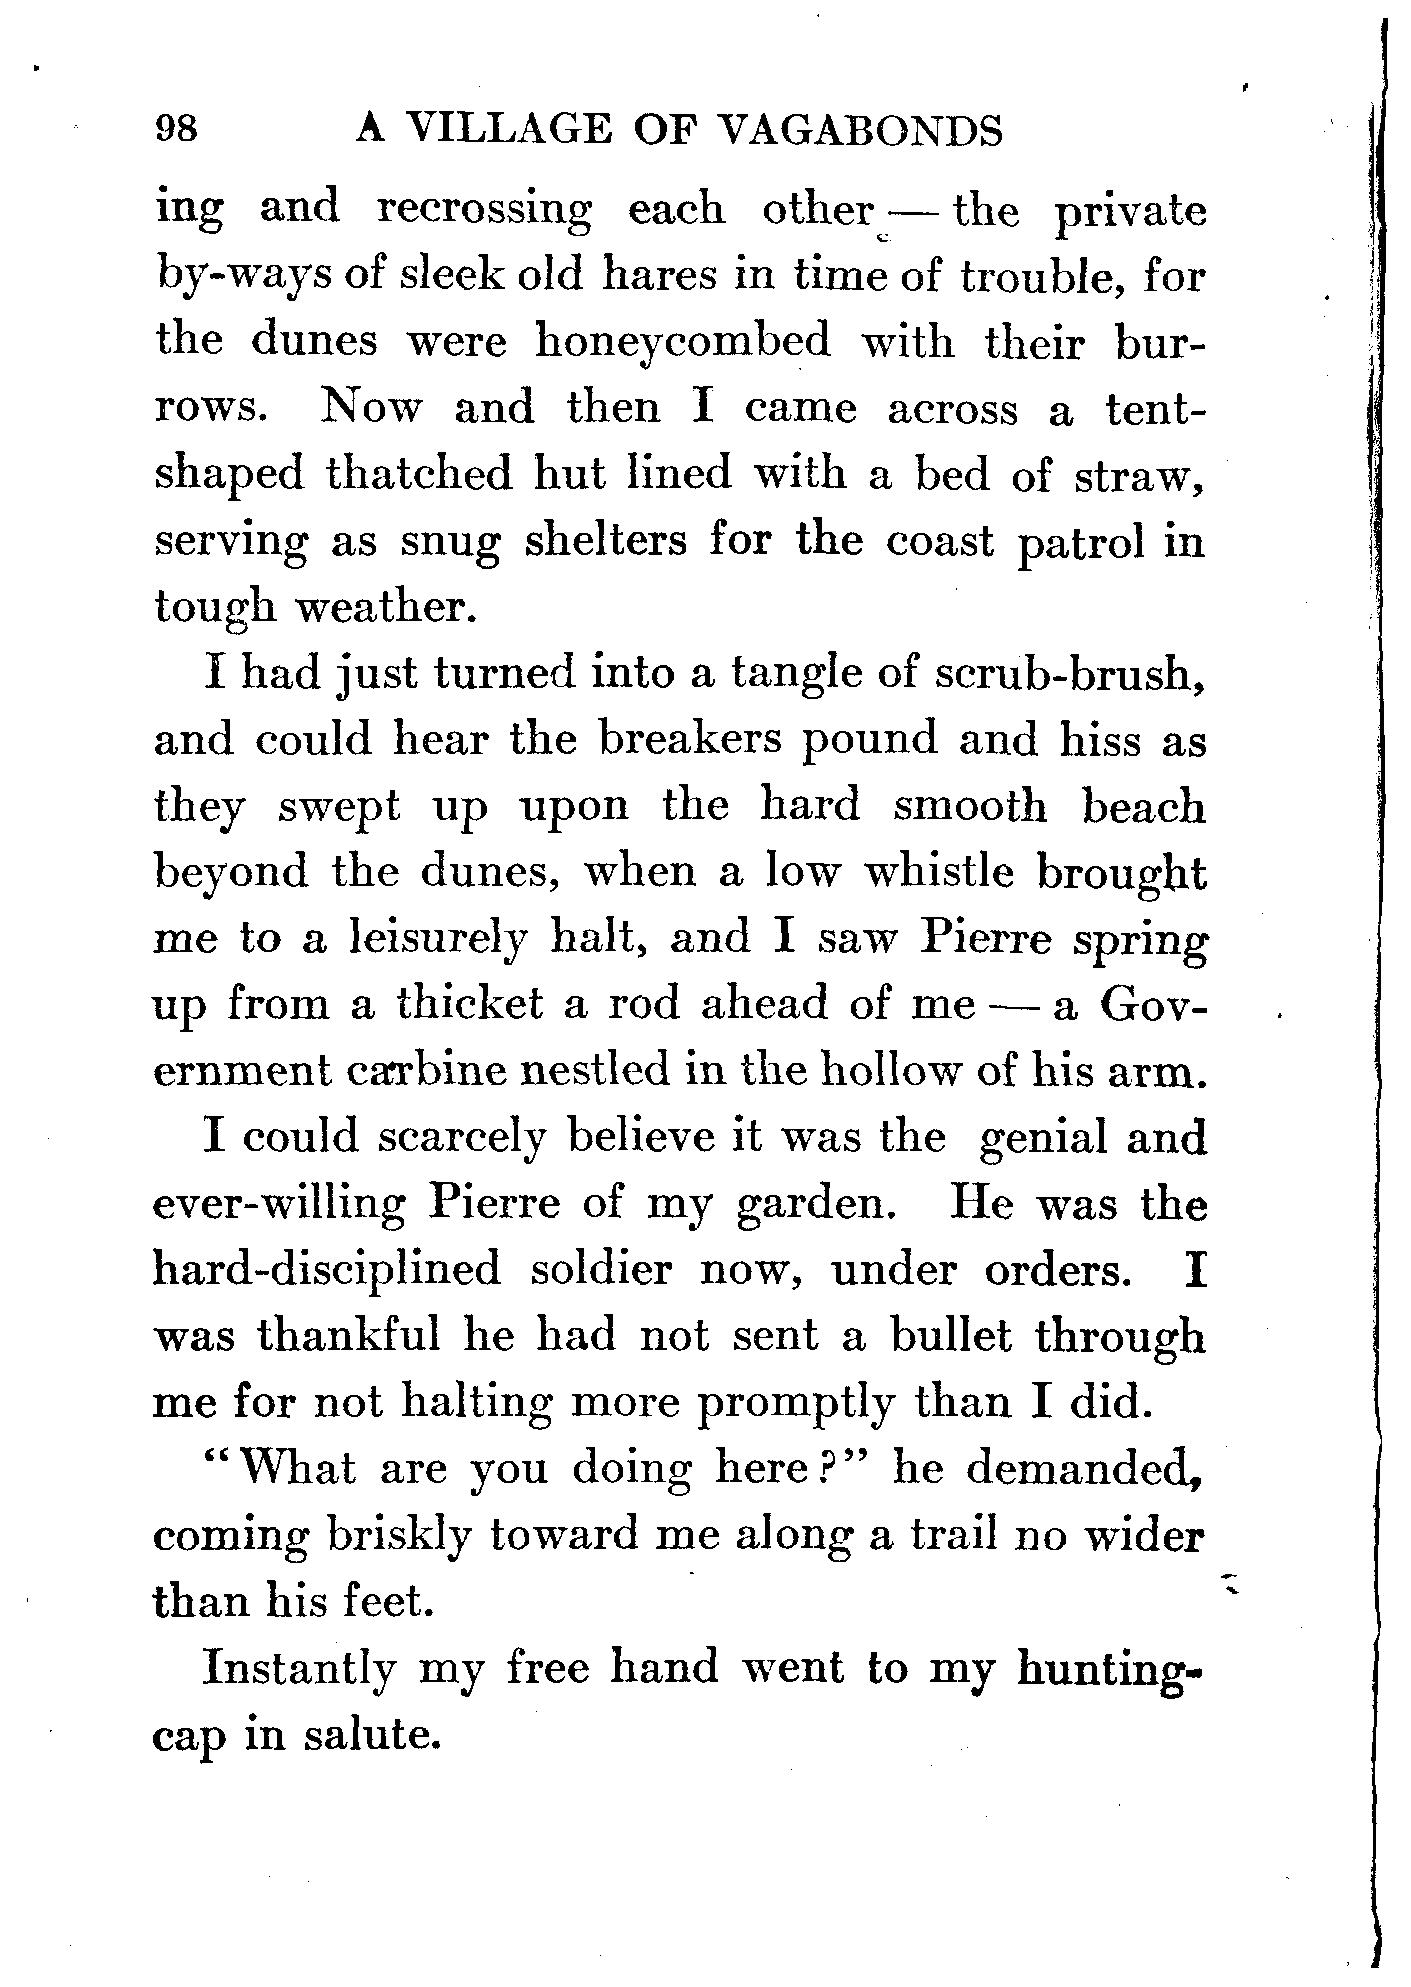 98 A VILLAGE OF VAGABONDS
ing and recrossing each other — the private
by-ways of sleek old hares in time of trouble, for
the dunes were honeycombed with their bur-
rows. Now and then I came across a tent-
shaped thatched hut lined with a bed of straw,
serving as snug shelters for the coast patrol in
tough weather.
I had just turned into a tangle of scrub-brush,
and could hear the breakers pound and hiss as
they swept up upon the hard smooth beach
beyond the dunes, when a low whistle brought
me to a leisurely halt, and I saw Pierre spring
up from a thicket a rod ahead of me — a Gov-
ernment carbine nestled in the hollow of his arm.
I could scarcely believe it was the genial and
ever-willing Pierre of my garden. He was the
hard-disciplined soldier now, under orders. I
was thankful he had not sent a bullet through
me for not halting more promptly than I did.
“What are you doing here?” he demanded,
coming briskly toward me along a trail no wider
than his feet.
Instantly my free hand went to my hunting-
cap in salute.